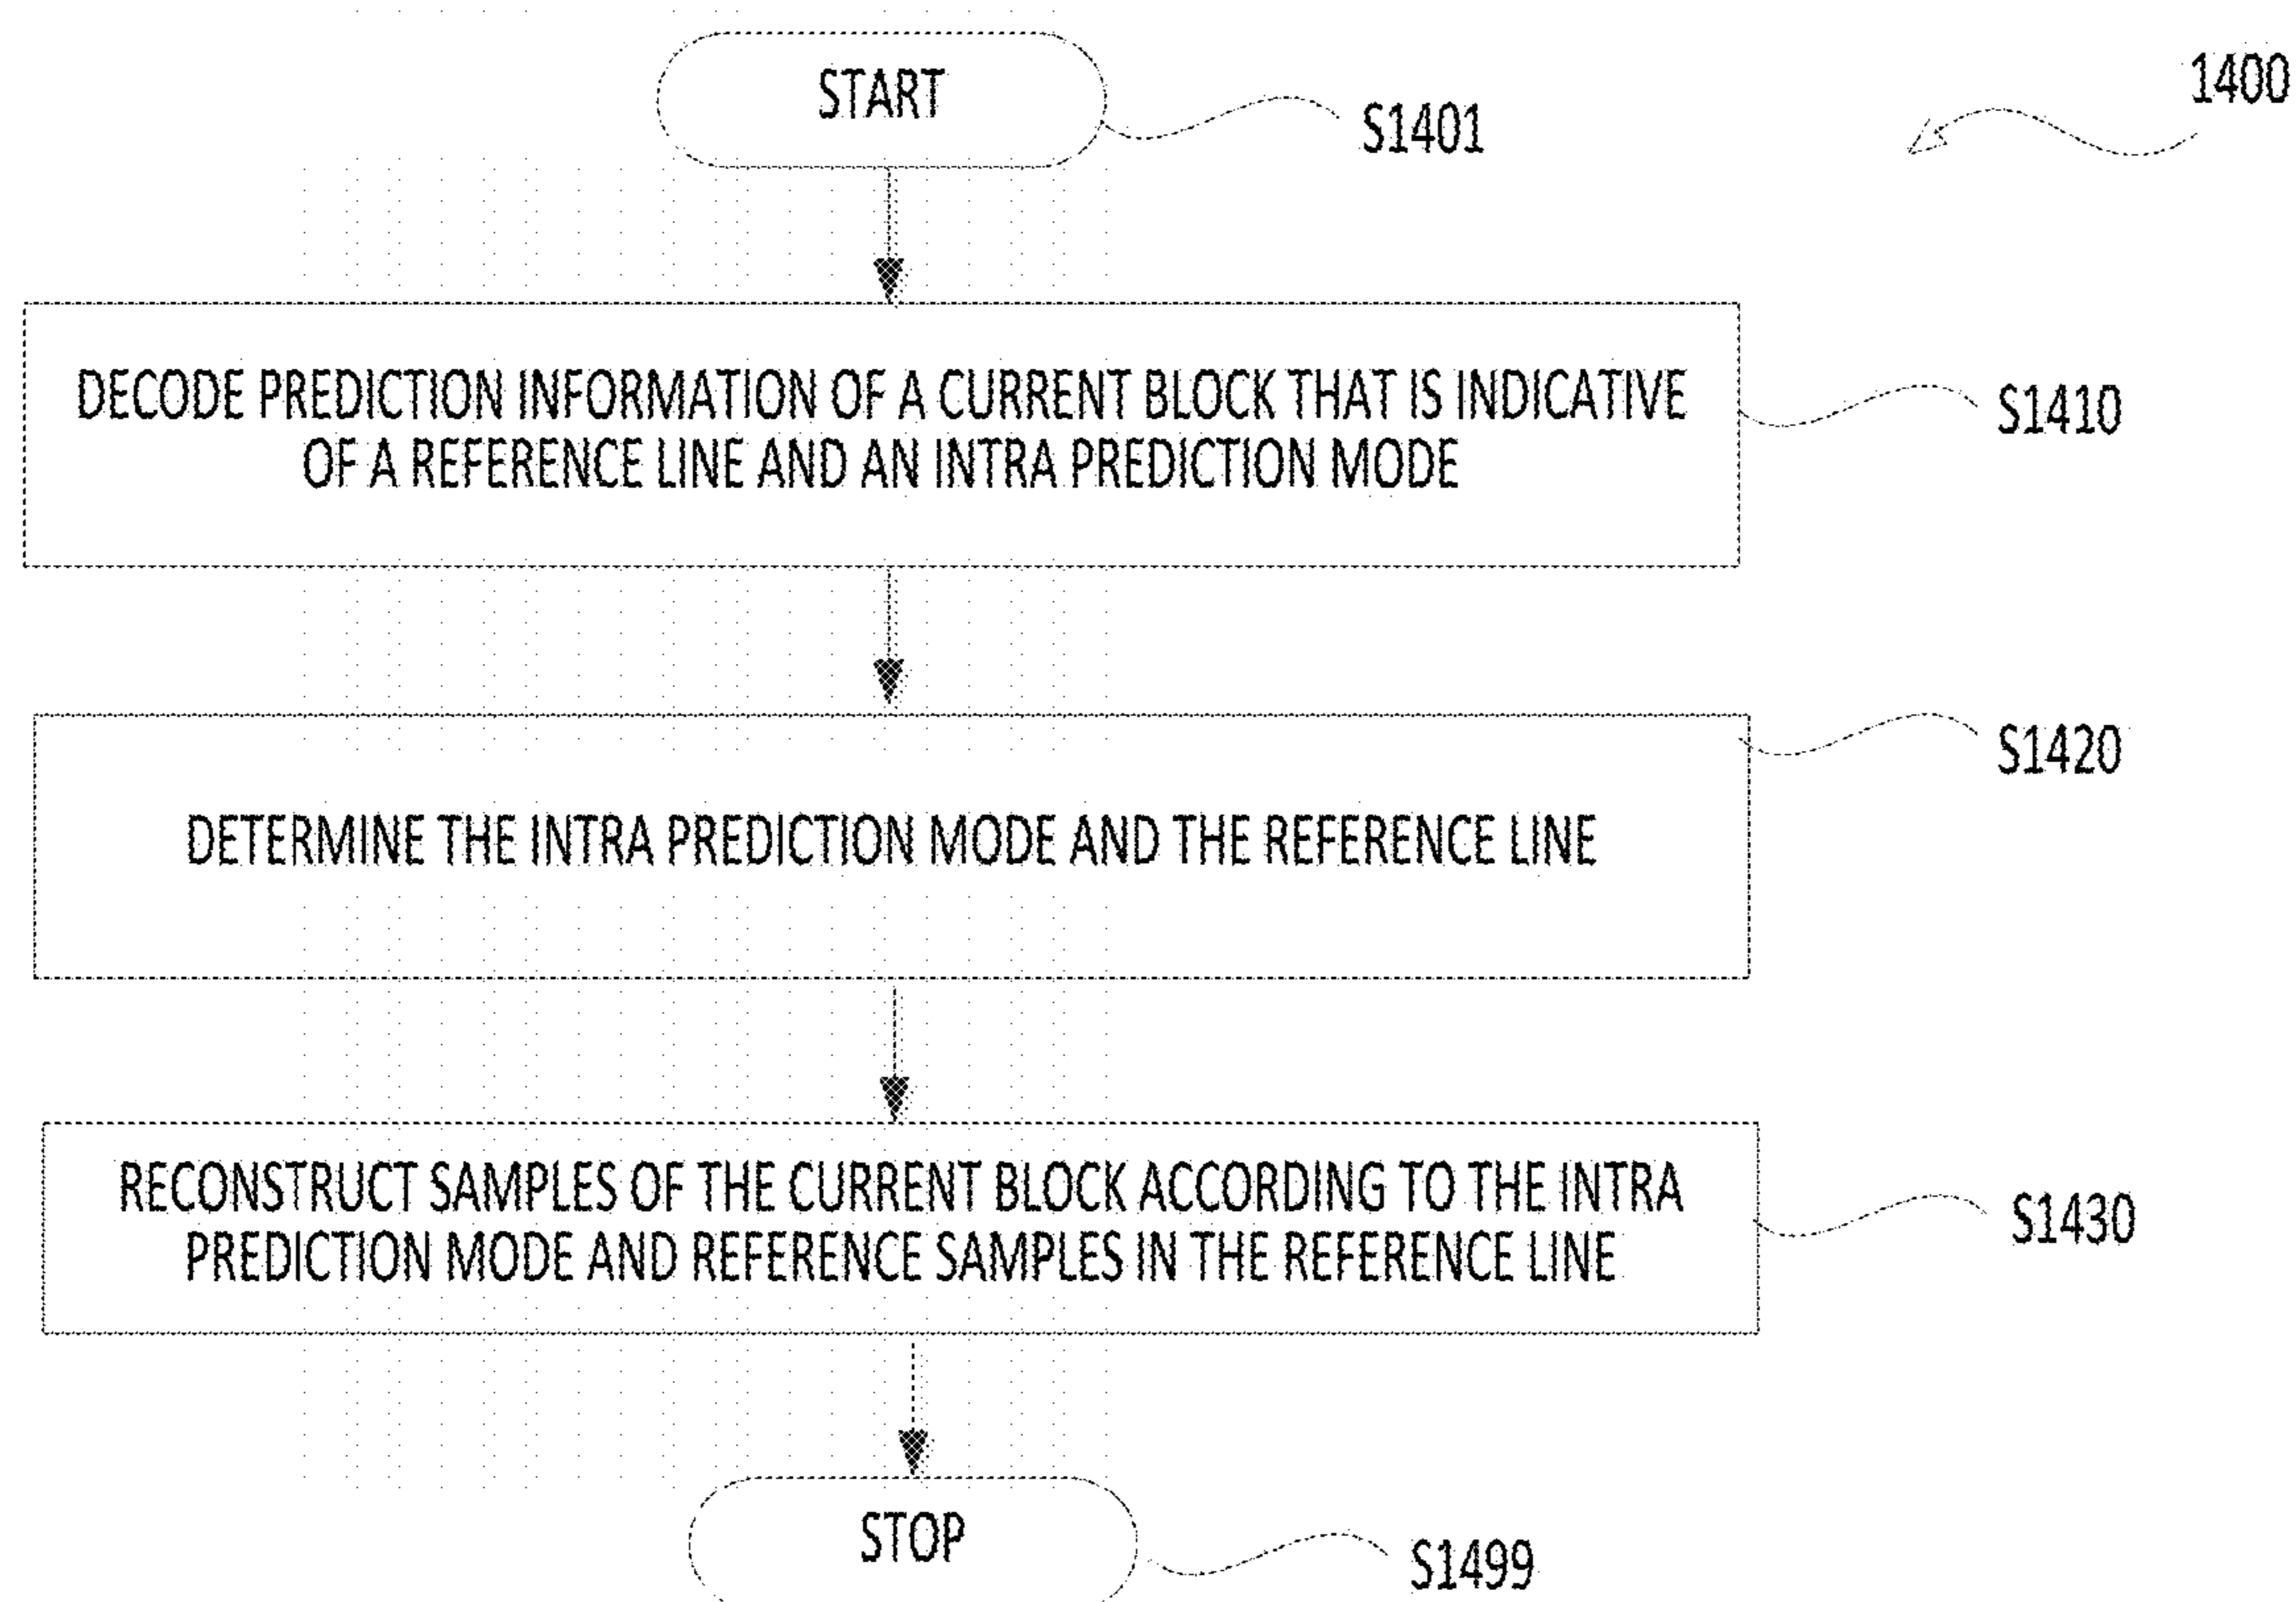 START
S1401
1400
DECODE PREDICTION INFORMATION OF A CURRENT BLOCK THAT IS INDICATIVE
OF A REFERENCE LINE AND AN INTRA PREDICTION MODE
S1410
S1420
DETERMINE THE INTRA PREDICTION MODE AND THE REFERENCE LINE
RECONSTRUCT SAMPLES OF THE CURRENT BLOCK ACCORDING TO THE INTRA
PREDICTION MODE AND REFERENCE SAMPLES IN THE REFERENCE LINE
S1430
STOP
S1499